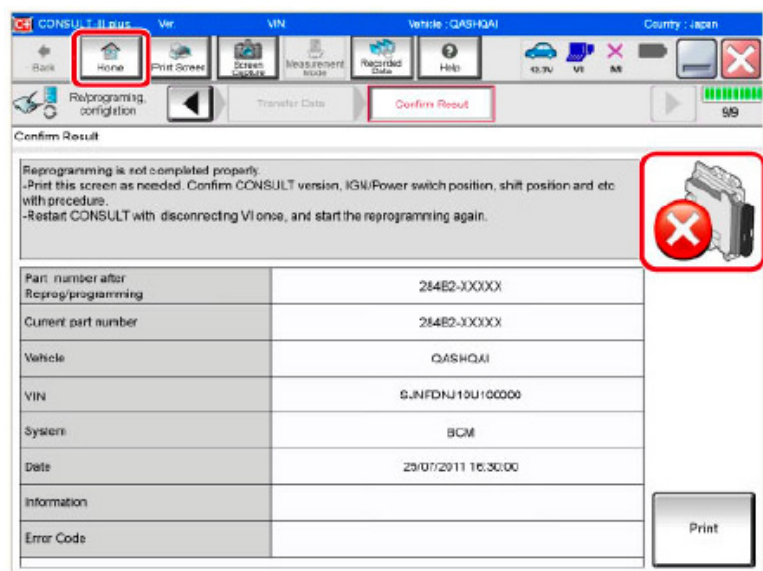 CONSULT-III plus Ver. VIN: Vehicle : QASHQAI Country : Japan
Back
Home
Print Screen
Screen Capture
Measurement Mode
Recorded Data
Help
12.3V
VI
MI
Re/programing, configration
Transfer Data
Confirm Result
9/9
Confirm Result
Reprogramming is not completed properly.
-Print this screen as needed. Confirm CONSULT version, IGN/Power switch position, shift position and etc
with procedure.
-Restart CONSULT with disconnecting VI once, and start the reprogramming again.
Part number after
Reprog/programming
284B2-XXXXX
Current part number
284B2-XXXXX
Vehicle
QASHQAI
VIN
SJNFDNJ10U100000
System
BCM
Date
25/07/2011 16:30:00
Information
Error Code
Print